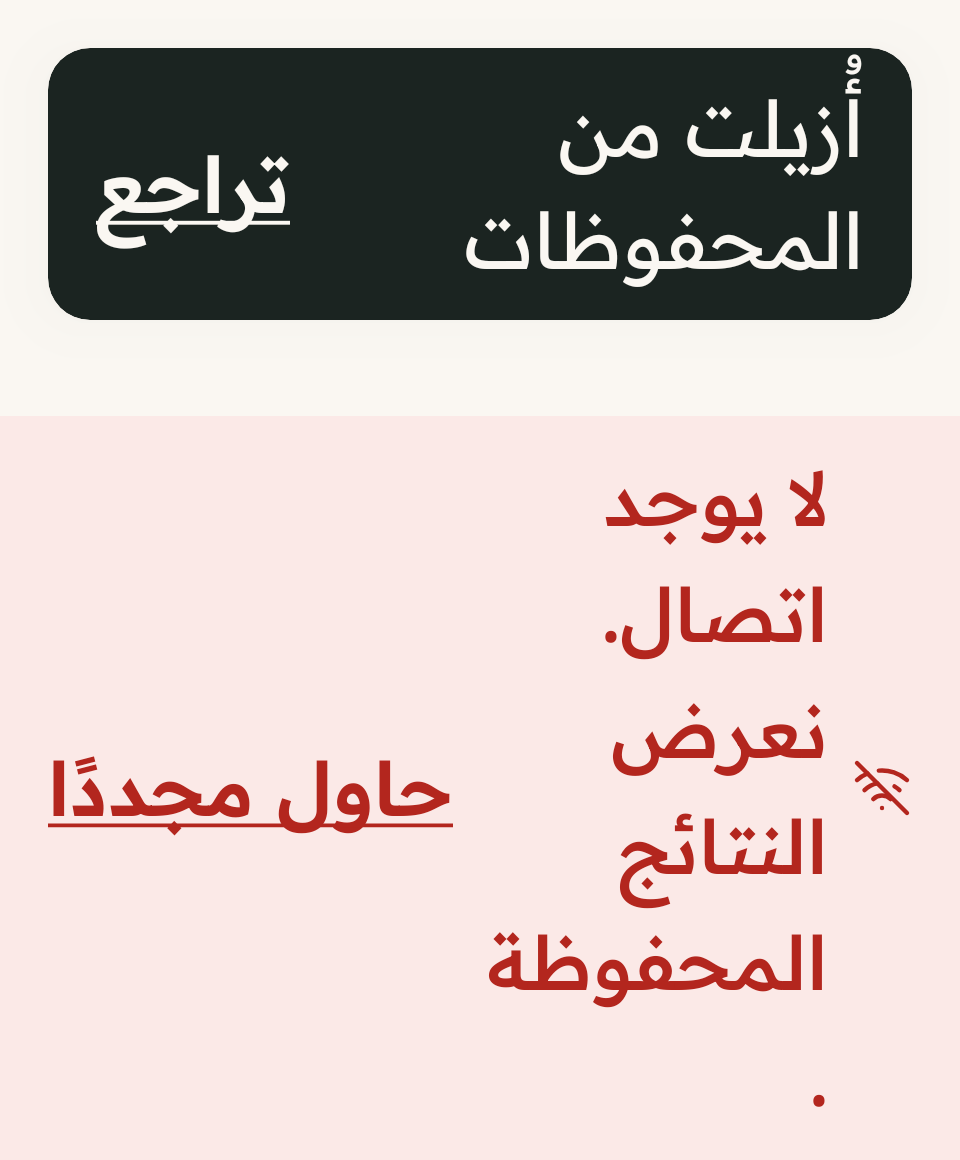 أُزيلت من
المحفوظات
تراجع
لا يوجد
اتصال.
نعرض
النتائج
المحفوظة
.
حاول مجددًا